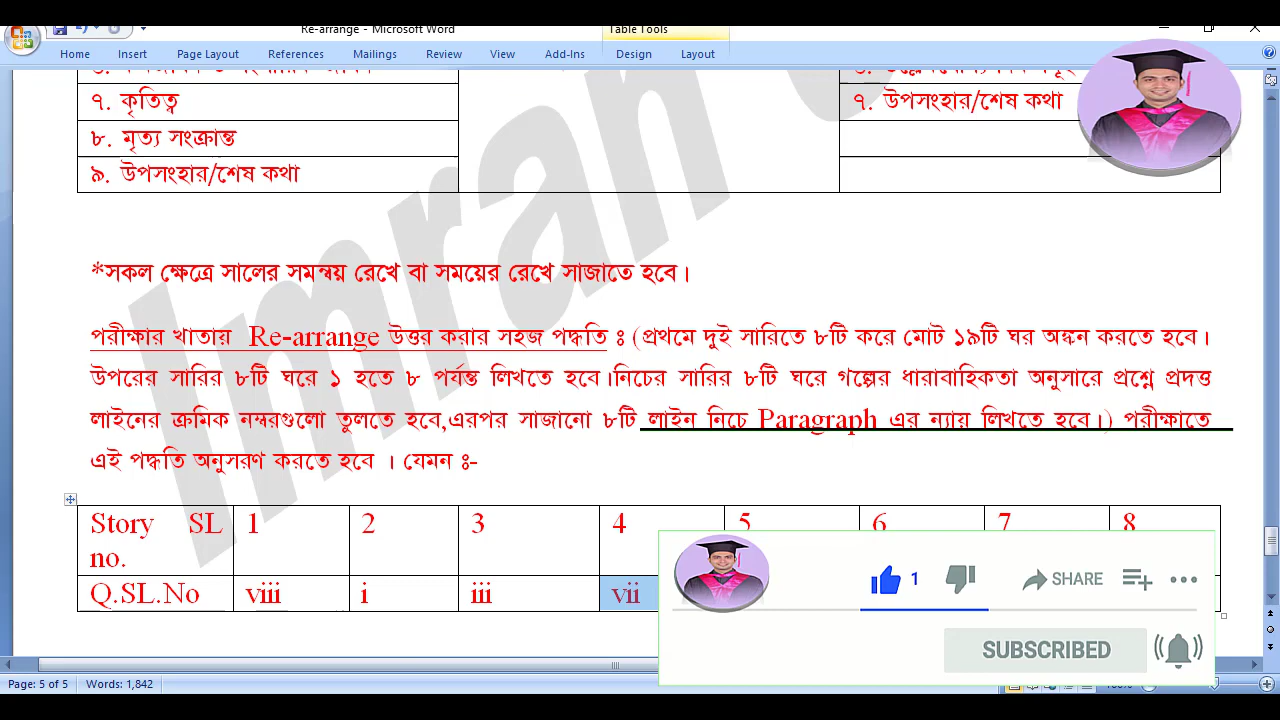 Re-arrange - Microsoft Word
Table Tools
Home Insert Page Layout References Mailings Review View Add-Ins Design Layout
৭. কৃতিত্ব
৭. উপসংহার/শেষ কথা
৮. মৃত্য সংক্রান্ত
৯. উপসংহার/শেষ কথা
*সকল ক্ষেত্রে সালের সমন্বয় রেখে বা সময়ের রেখে সাজাতে হবে।
পরীক্ষার খাতায় Re-arrange উত্তর করার সহজ পদ্ধতি ঃ (প্রথমে দুই সারিতে ৮টি করে মোট ১৯টি ঘর অঙ্কন করতে হবে।
উপরের সারির ৮টি ঘরে ১ হতে ৮ পর্যন্ত লিখতে হবে।নিচের সারির ৮টি ঘরে গল্পের ধারাবাহিকতা অনুসারে প্রশ্নে প্রদত্ত
লাইনের ক্রমিক নম্বরগুলো তুলতে হবে,এরপর সাজানো ৮টি লাইন নিচে Paragraph এর ন্যায় লিখতে হবে।) পরীক্ষাতে
এই পদ্ধতি অনুসরণ করতে হবে । যেমন ঃ-
Story SL 1 2 3 4 5 6 7 8
no.
Q.SL.No viii i iii vii
1 SHARE
SUBSCRIBED
Imran
Page: 5 of 5 Words: 1,842